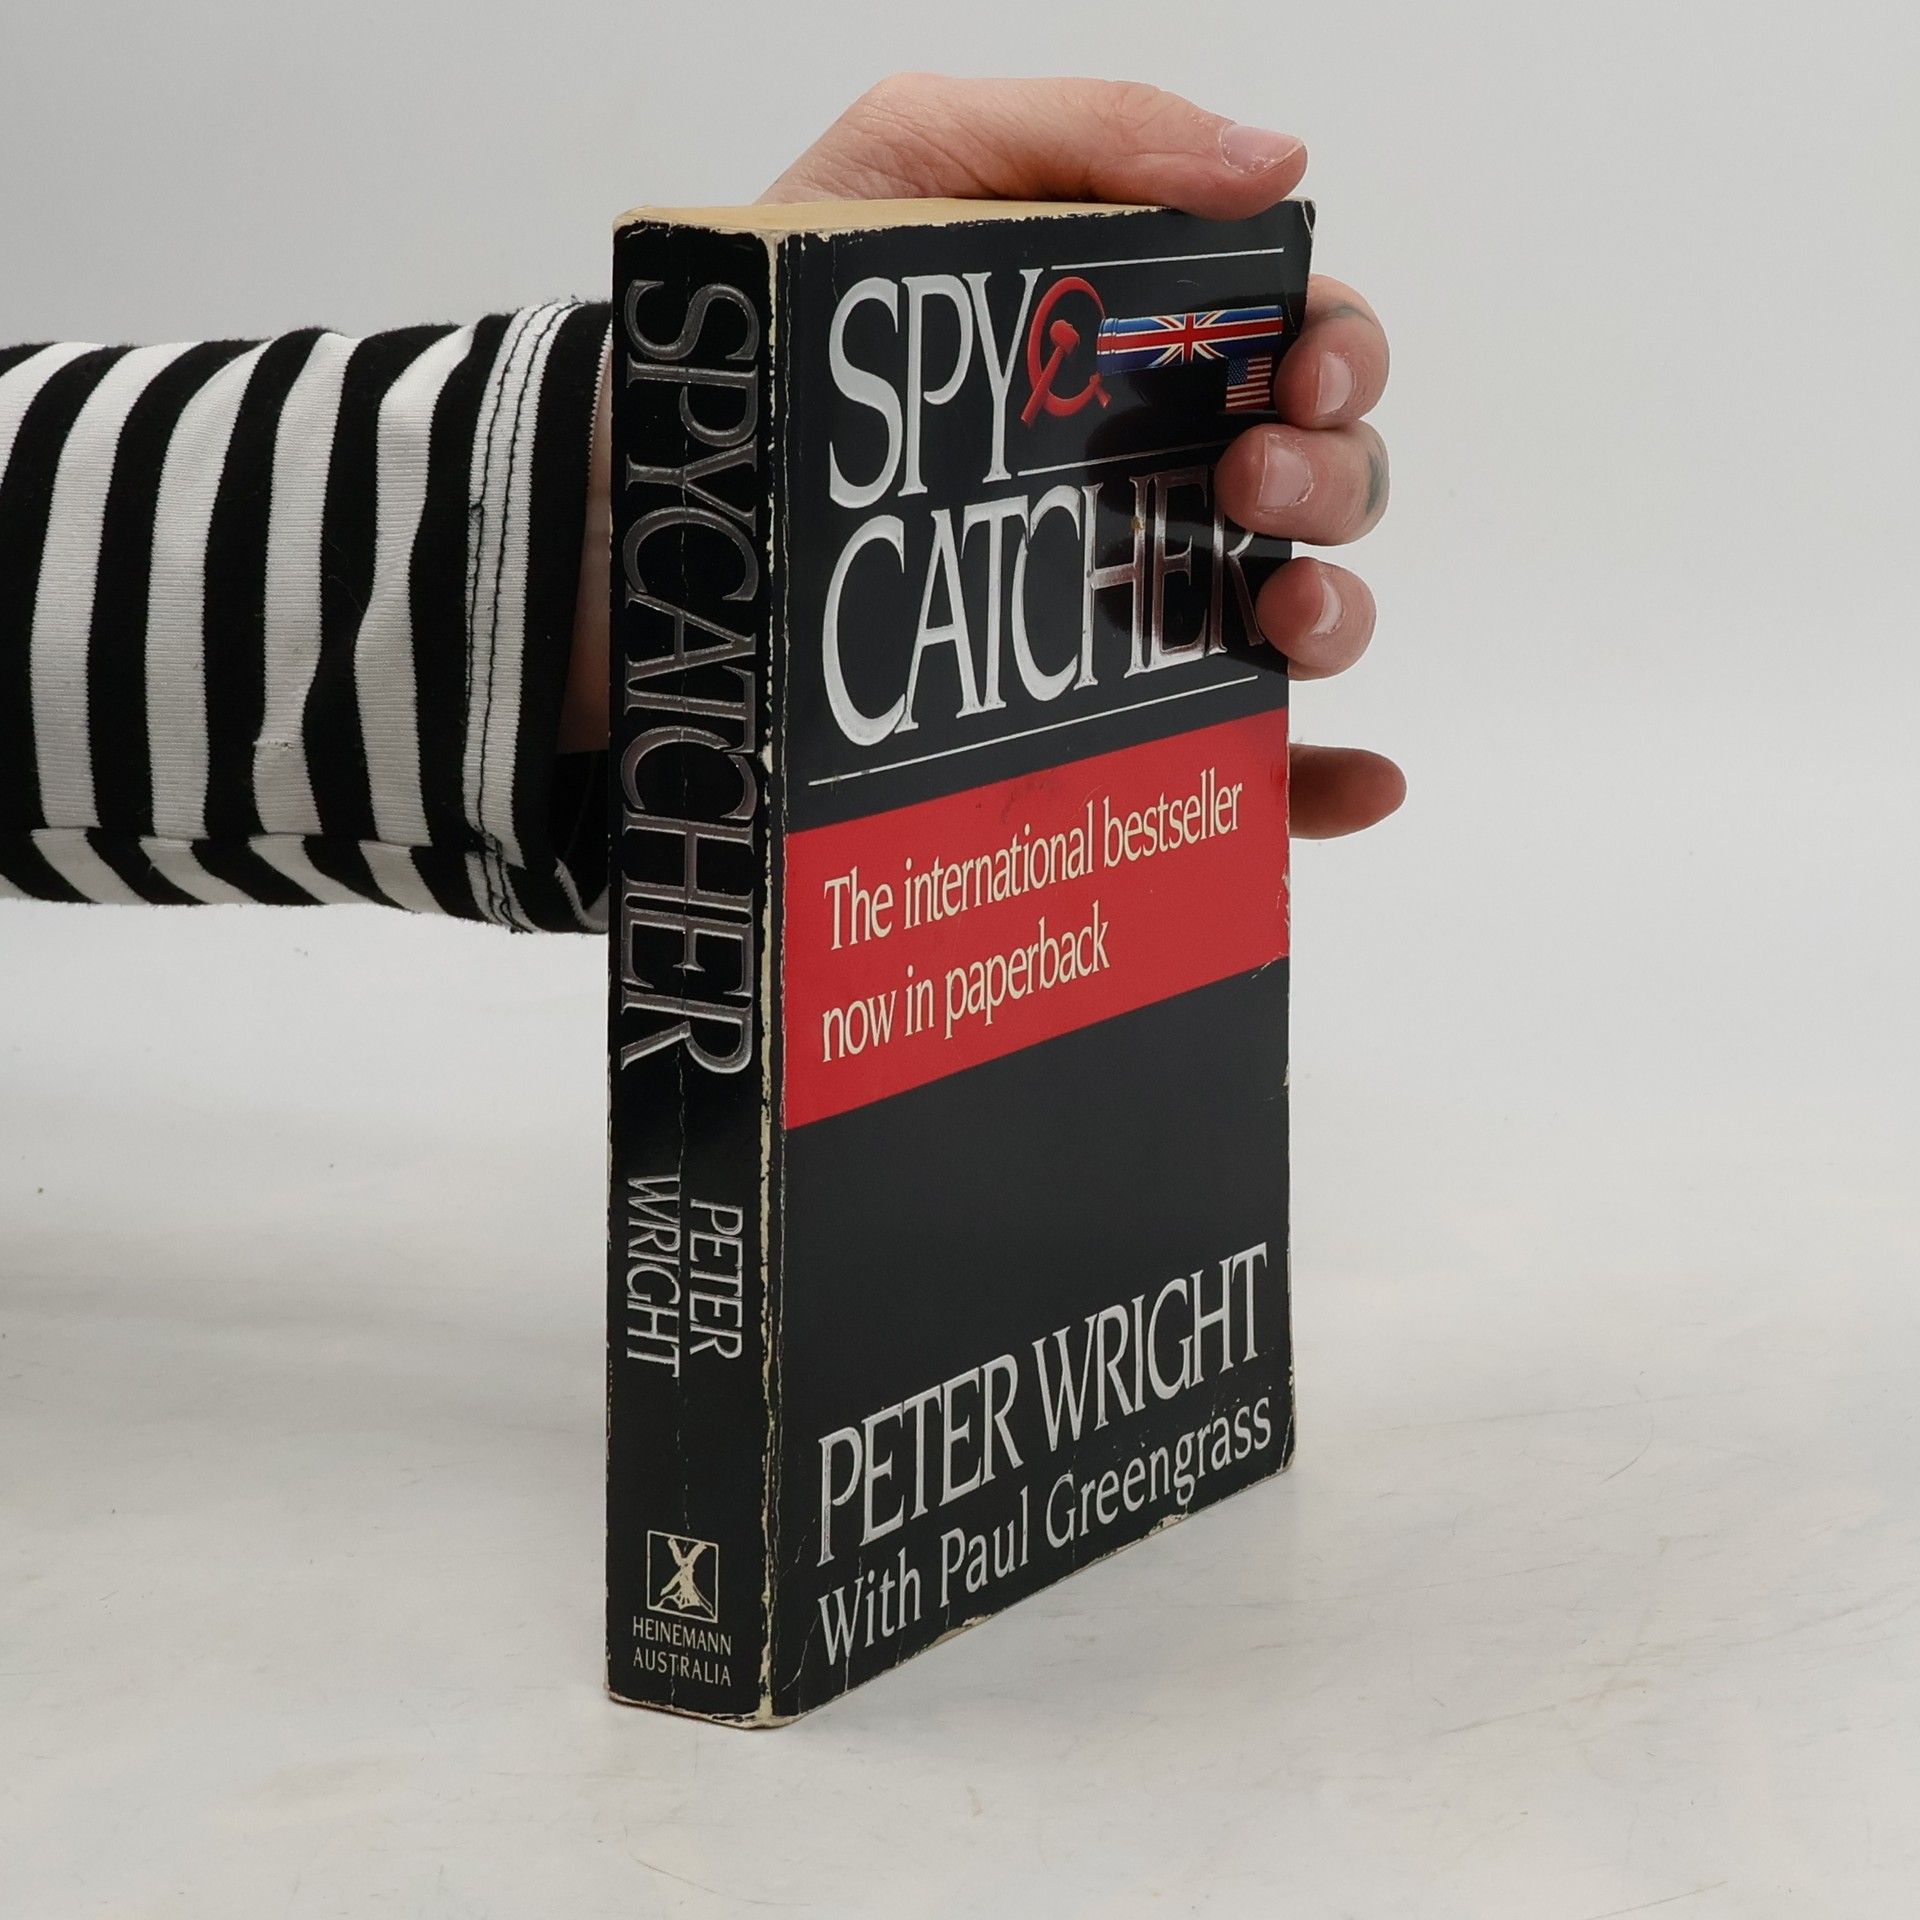 SPYCATCHER
PETER
WRIGHT
HEINEMANN
AUSTRALIA
SPY
CATCHER
The international bestseller
now in paperback
PETER WRIGHT
With Paul Greengrass